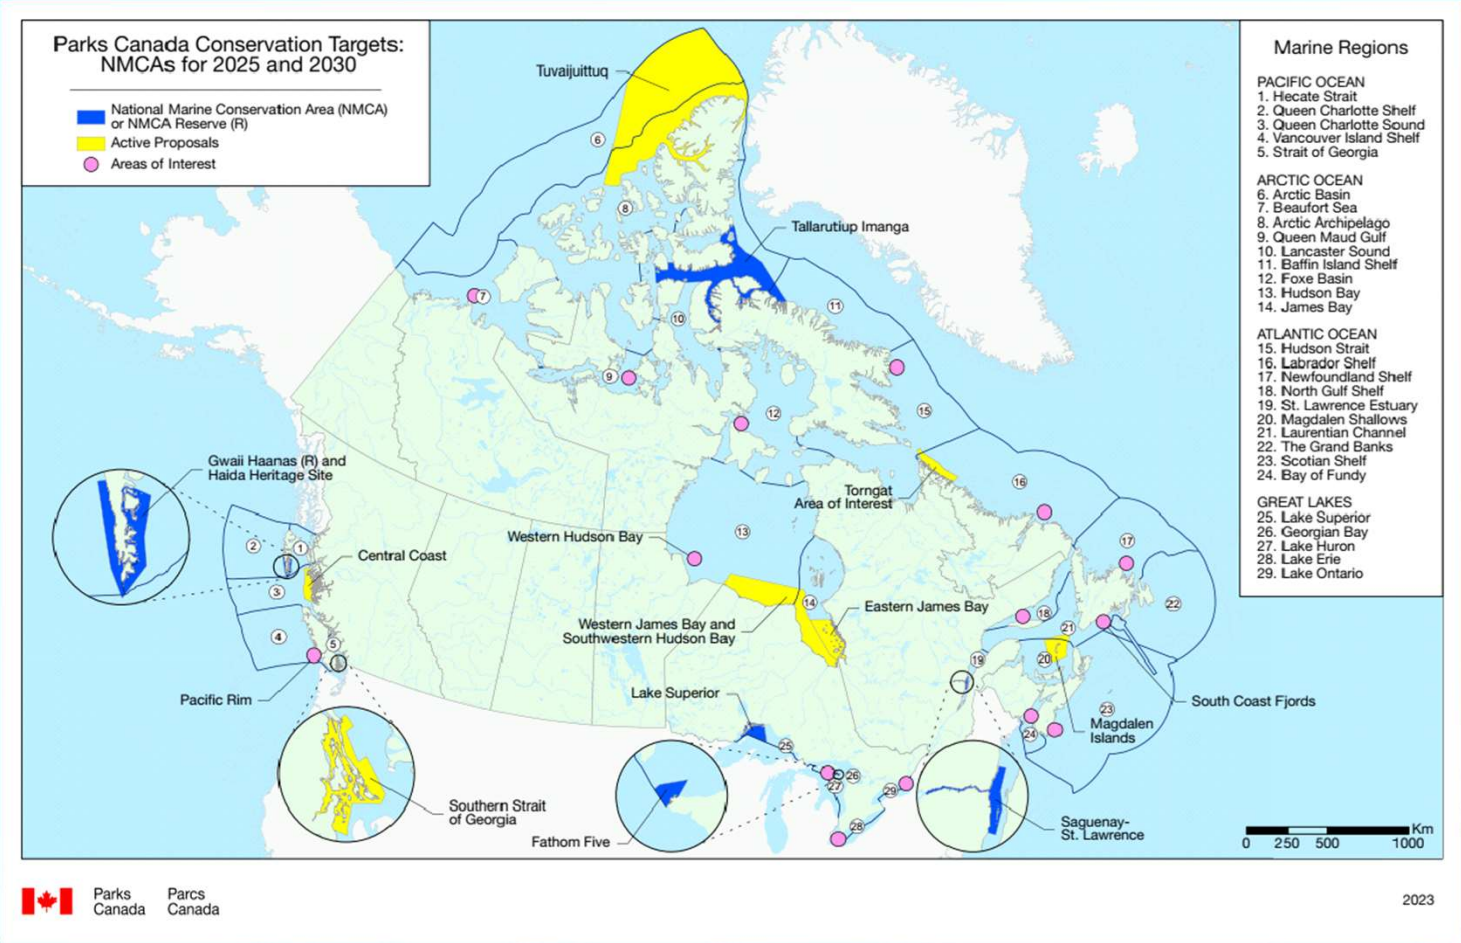 Parks Canada Conservation Targets:
NMCAs for 2025 and 2030
National Marine Conservation Area (NMCA)
or NMCA Reserve (R)
Active Proposals
Areas of Interest
Marine Regions
PACIFIC OCEAN
1. Hecate Strait
2. Queen Charlotte Shelf
3. Queen Charlotte Sound
4. Vancouver Island Shelf
5. Strait of Georgia
ARCTIC OCEAN
6. Arctic Basin
7. Beaufort Sea
8. Arctic Archipelago
9. Queen Maud Gulf
10. Lancaster Sound
11. Baffin Island Shelf
12. Foxe Basin
13. Hudson Bay
14. James Bay
ATLANTIC OCEAN
15. Hudson Strait
16. Labrador Shelf
17. Newfoundland Shelf
18. North Gulf Shelf
19. St. Lawrence Estuary
20. Magdalen Shallows
21. Laurentian Channel
22. The Grand Banks
23. Scotian Shelf
24. Bay of Fundy
GREAT LAKES
25. Lake Superior
26. Georgian Bay
27. Lake Huron
28. Lake Erie
29. Lake Ontario
Tuvaijuittuq
6
8
Tallarutiup Imanga
7
11
10
9
12
15
Gwaii Haanas (R) and
Haida Heritage Site
Torngat
Area of Interest
16
Western Hudson Bay
13
17
2
1
Central Coast
3
14
Eastern James Bay
22
Western James Bay and
Southwestern Hudson Bay
4
18
21
5
19
20
Pacific Rim
Lake Superior
South Coast Fjords
23
Magdalen
Islands
24
25
26
27
29
28
Southern Strait
of Georgia
Fathom Five
Saguenay-
St. Lawrence
Km
0 250 500 1000
Parks
Canada
Parcs
Canada
2023